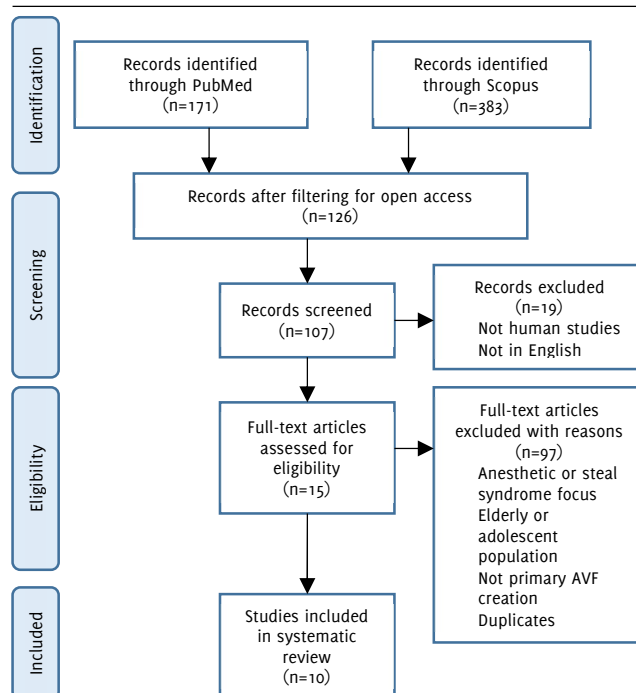 Identification
Records identified
through PubMed
(n=171)
Records identified
through Scopus
(n=383)
Records after filtering for open access
(n=126)
Screening
Records screened
(n=107)
Records excluded
(n=19)
Not human studies
Not in English
Eligibility
Full-text articles
assessed for
eligibility
(n=15)
Full-text articles
excluded with reasons
(n=97)
Anesthetic or steal
syndrome focus
Elderly or
adolescent
population
Not primary AVF
creation
Duplicates
Included
Studies included
in systematic
review
(n=10)